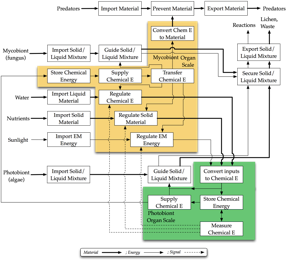 Predators
Import Material
Prevent Material
Export Material
Predators
Reactions
Lichen,
Waste
Convert Chem E
to Material
Mycobiont
(fungus)
Import Solid /
Liquid Mixture
Guide Solid /
Liquid Mixture
Export Solid /
Liquid Mixture
Mycobiont Organ
Scale
Store Chemical
Energy
Supply
Chemical E
Transfer
Chemical E
Secure Solid /
Liquid Mixture
Water
Import Liquid
Material
Regulate
Chemical E
Nutrients
Import Solid
Material
Regulate Solid
Material
Sunlight
Import EM
Energy
Regulate EM
Energy
Photobiont
(algae)
Import Solid/
Liquid Mixture
Guide Solid/
Liquid Mixture
Convert inputs
to Chemical E
Supply
Chemical E
Store Chemical
Energy
Photobiont
Organ Scale
Measure
Chemical E
Material
; Energy
; Signal